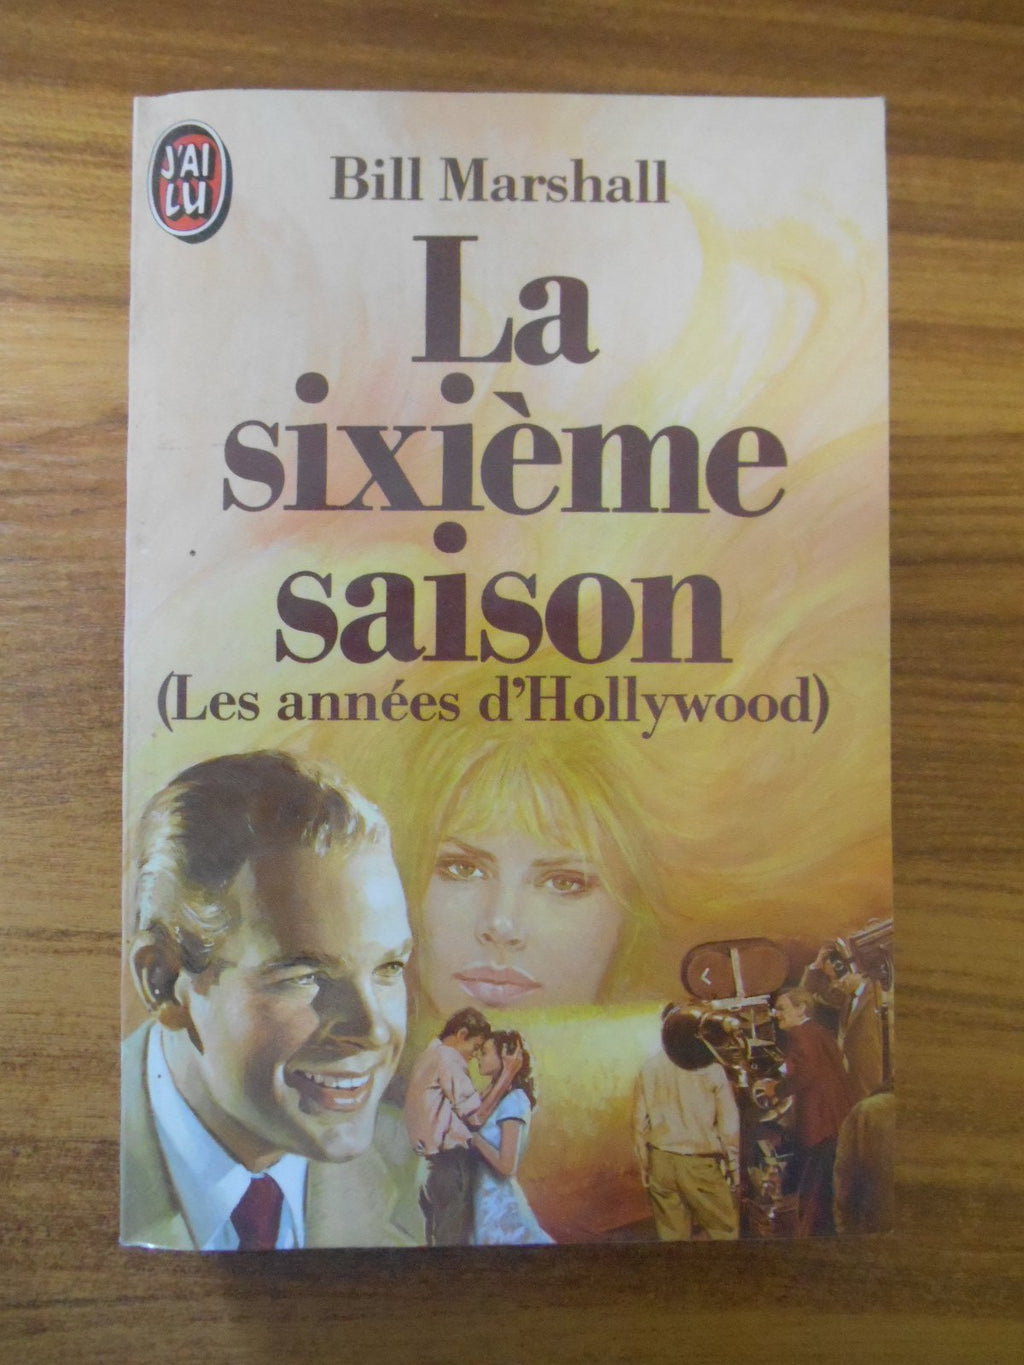 J'AI
LU
Bill Marshall
La
sixième
saison
(Les années d'Hollywood)